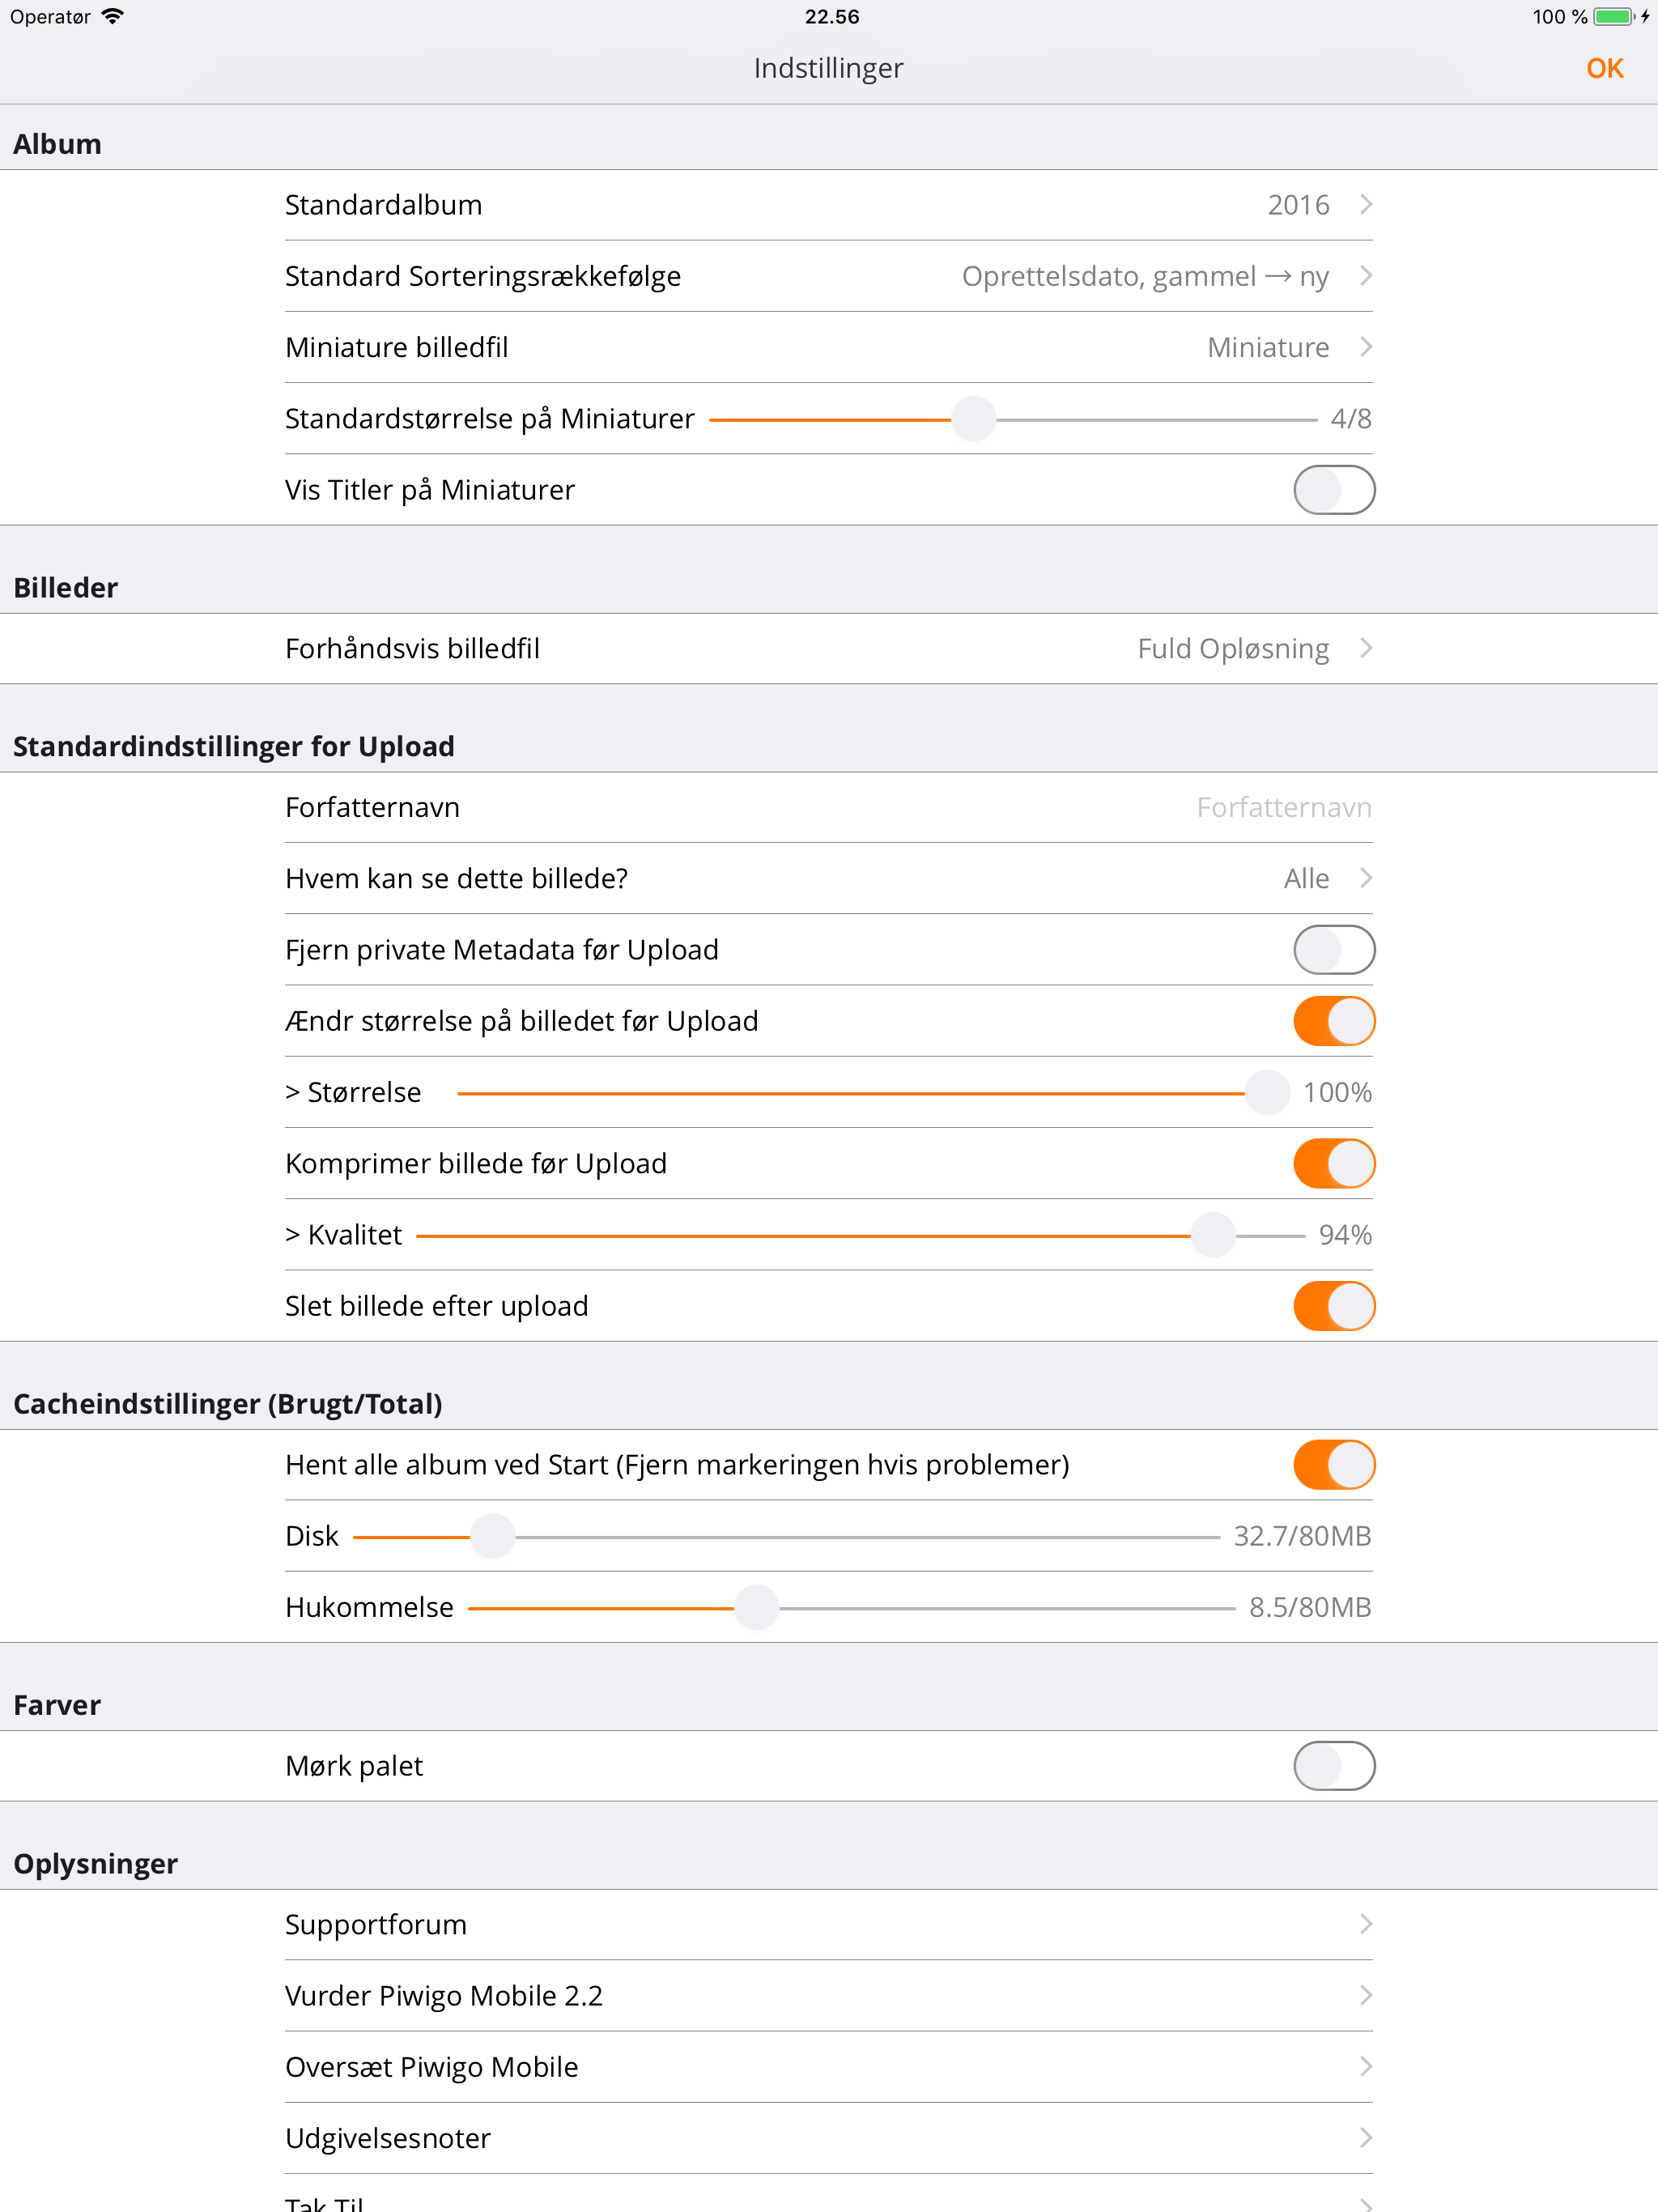 Operatør 22.56 100 %
Indstillinger OK
Album
Standardalbum 2016
Standard Sorteringsrækkefølge Oprettelsdato, gammel → ny
Miniature billedfil Miniature
Standardstørrelse på Miniaturer 4/8
Vis Titler på Miniaturer
Billeder
Forhåndsvis billedfil Fuld Opløsning
Standardindstillinger for Upload
Forfatternavn Forfatternavn
Hvem kan se dette billede? Alle
Fjern private Metadata før Upload
Ændr størrelse på billedet før Upload
> Størrelse 100%
Komprimer billede før Upload
> Kvalitet 94%
Slet billede efter upload
Cacheindstillinger (Brugt/Total)
Hent alle album ved Start (Fjern markeringen hvis problemer)
Disk 32.7/80MB
Hukommelse 8.5/80MB
Farver
Mørk palet
Oplysninger
Supportforum
Vurder Piwigo Mobile 2.2
Oversæt Piwigo Mobile
Udgivelsesnoter
Tak Til